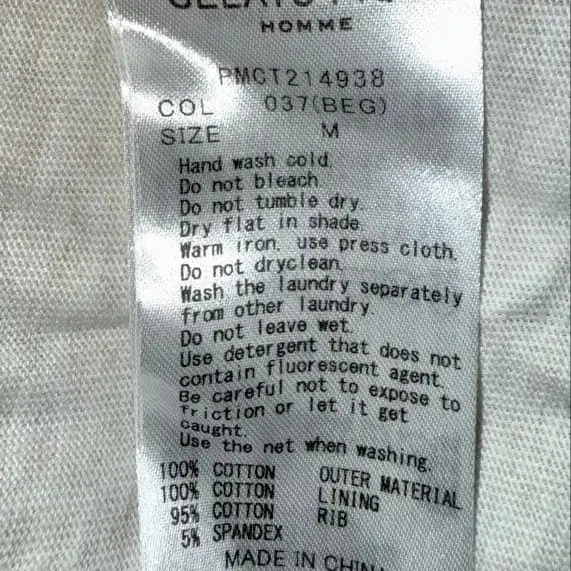 HOMME
PMCT214938
COL 037(BEG)
SIZE M
Hand wash cold.
Do not bleach.
Do not tumble dry.
Dry flat in shade.
Warm iron, use press cloth.
Do not dryclean.
Wash the laundry separately
from other laundry
Do not leave wet.
Use detergent that does not
contain fluorescent agent.
Be careful not to expose to
friction or let it get
caught.
Use the net when washing.
100% COTTON OUTER MATERIAL
100% COTTON LINING
95% COTTON RIB
5% SPANDEX
MADE IN CHINA